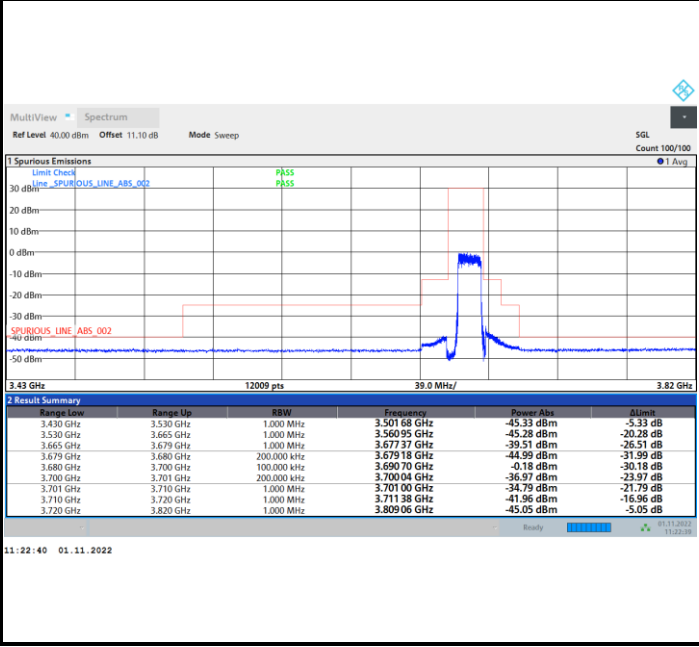 MultiView Spectrum
Ref Level 40.00 dBm Offset 11.10 dB Mode Sweep SGL
Count 100/100
1 Spurious Emissions 1 Avg
Limit Check PASS
Line _SPURIOUS_LINE_ABS_002 PASS
30 dBm
20 dBm
10 dBm
0 dBm
-10 dBm
-20 dBm
-30 dBm
_SPURIOUS_LINE_ABS_002
-40 dBm
-50 dBm
3.43 GHz 12009 pts 39.0 MHz/ 3.82 GHz
2 Result Summary
Range Low Range Up RBW Frequency Power Abs ΔLimit
3.430 GHz 3.530 GHz 1.000 MHz 3.501 68 GHz -45.33 dBm -5.33 dB
3.530 GHz 3.665 GHz 1.000 MHz 3.560 95 GHz -45.28 dBm -20.28 dB
3.665 GHz 3.679 GHz 1.000 MHz 3.677 37 GHz -39.51 dBm -26.51 dB
3.679 GHz 3.680 GHz 200.000 kHz 3.679 18 GHz -44.99 dBm -31.99 dB
3.680 GHz 3.700 GHz 100.000 kHz 3.690 70 GHz -0.18 dBm -30.18 dB
3.700 GHz 3.701 GHz 200.000 kHz 3.700 04 GHz -36.97 dBm -23.97 dB
3.701 GHz 3.710 GHz 1.000 MHz 3.701 00 GHz -34.79 dBm -21.79 dB
3.710 GHz 3.720 GHz 1.000 MHz 3.711 38 GHz -41.96 dBm -16.96 dB
3.720 GHz 3.820 GHz 1.000 MHz 3.809 06 GHz -45.05 dBm -5.05 dB
Ready 01.11.2022
11:22:39
11:22:40 01.11.2022